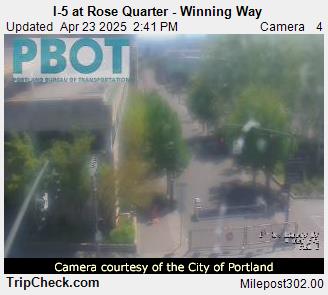 I-5 at Rose Quarter - Winning Way
Updated Apr 23 2025 2:41 PM Camera 4
PBOT
PORTLAND BUREAU OF TRANSPORTATION
Camera courtesy of the City of Portland
TripCheck.com Milepost302.00